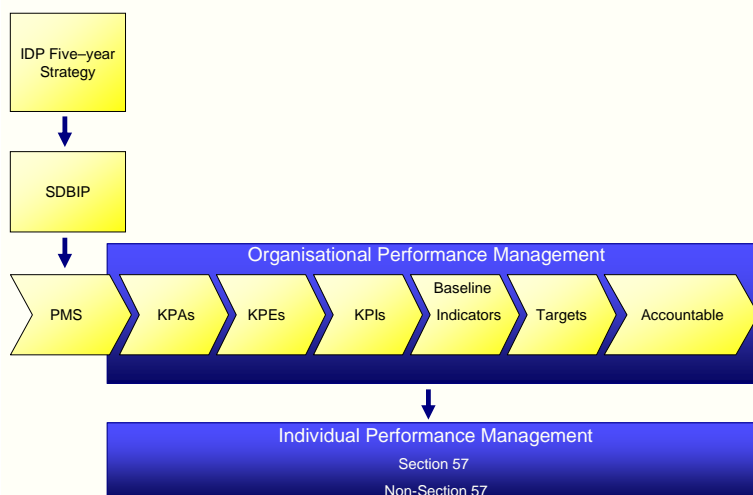 IDP Five–year
Strategy
SDBIP
Organisational Performance Management
PMS
KPAs
KPEs
KPIs
Baseline
Indicators
Targets
Accountable
Individual Performance Management
Section 57
Non-Section 57